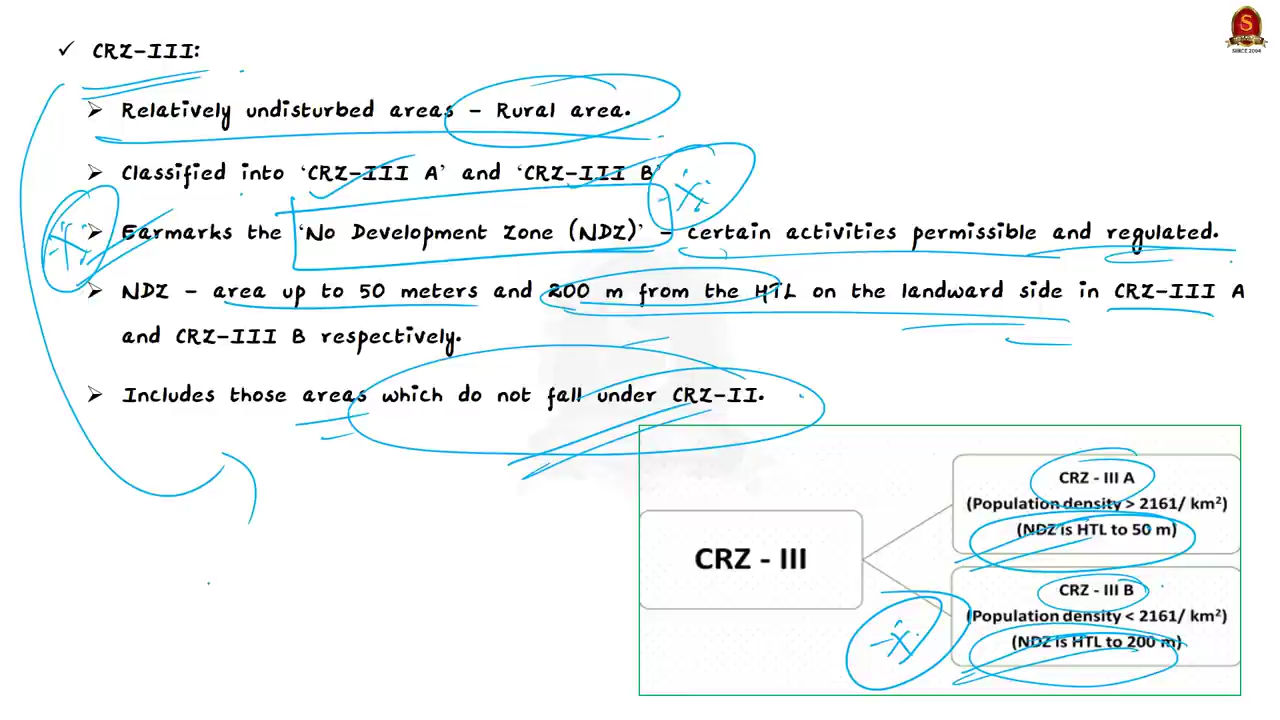 ✓ CRZ-III:
➢ Relatively undisturbed areas – Rural area.
➢ Classified into ‘CRZ-III A’ and ‘CRZ-III B’
➢ Earmarks the ‘No Development Zone (NDZ)’ – certain activities permissible and regulated.
➢ NDZ – area up to 50 meters and 200 m from the HTL on the landward side in CRZ-III A
and CRZ-III B respectively.
➢ Includes those areas which do not fall under CRZ-II.
CRZ - III
CRZ - III A
(Population density > 2161/ km²)
(NDZ is HTL to 50 m)
CRZ - III B
(Population density < 2161/ km²)
(NDZ is HTL to 200 m)
S
SINCE 2004